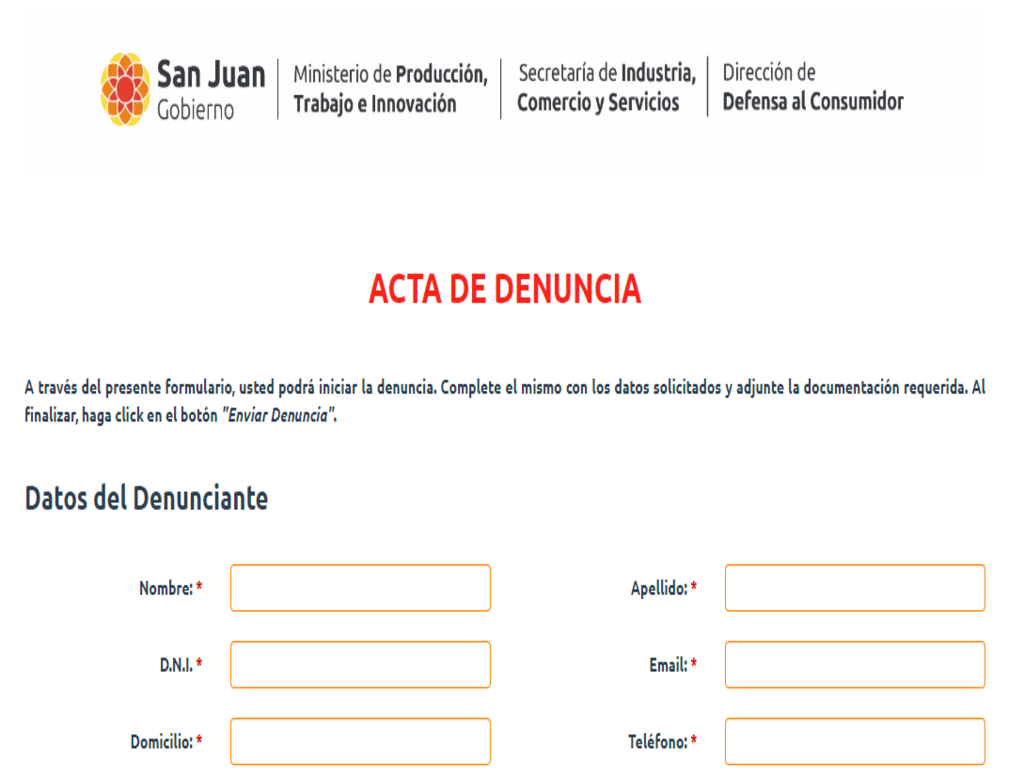 San Juan
Gobierno
Ministerio de Producción,
Trabajo e Innovación
Secretaría de Industria,
Comercio y Servicios
Dirección de
Defensa al Consumidor
ACTA DE DENUNCIA
A través del presente formulario, usted podrá iniciar la denuncia. Complete el mismo con los datos solicitados y adjunte la documentación requerida. Al
finalizar, haga click en el botón "Enviar Denuncia".
Datos del Denunciante
Nombre: *
Apellido: *
D.N.I. *
Email: *
Domicilio: *
Teléfono: *